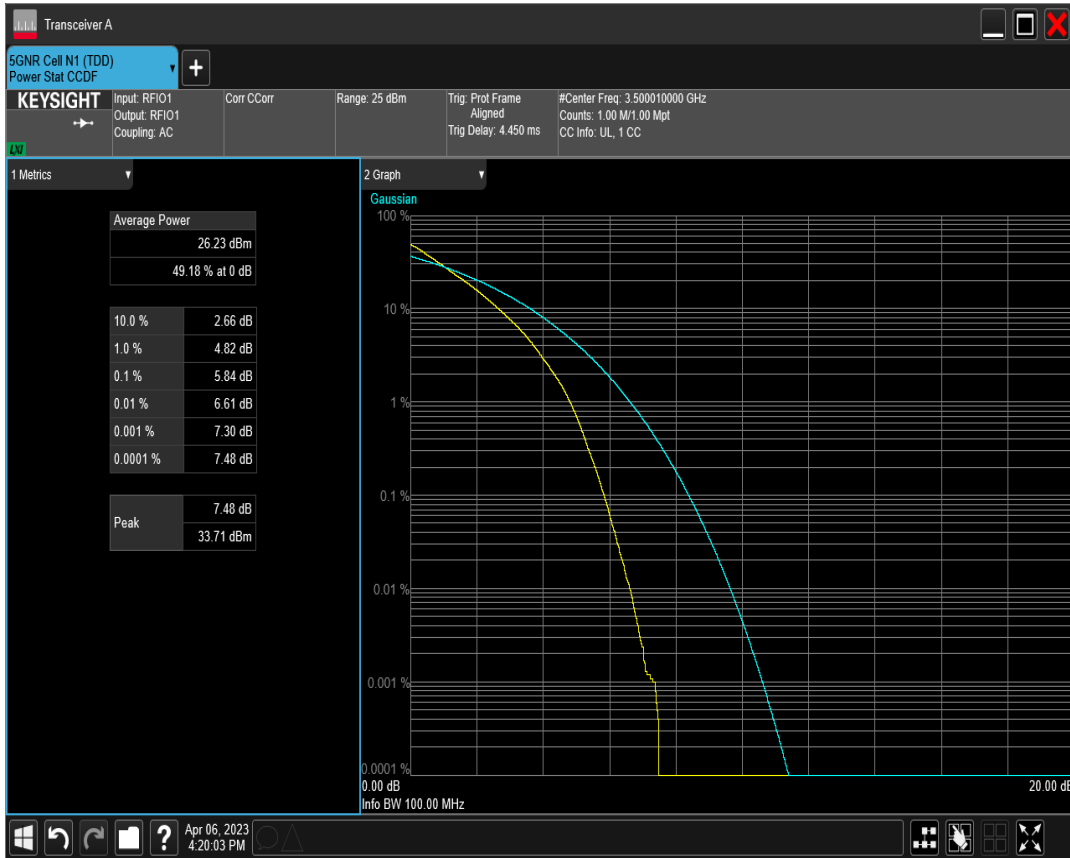 Transceiver A
5GNR Cell N1 (TDD)
Power Stat CCDF
+
KEYSIGHT
LXI
Input: RFIO1
Output: RFIO1
Coupling: AC
Corr CCorr
Range: 25 dBm
Trig: Prot Frame
Aligned
Trig Delay: 4.450 ms
#Center Freq: 3.500010000 GHz
Counts: 1.00 M/1.00 Mpt
CC Info: UL, 1 CC
1 Metrics
Average Power
26.23 dBm
49.18 % at 0 dB
10.0 % 2.66 dB
1.0 % 4.82 dB
0.1 % 5.84 dB
0.01 % 6.61 dB
0.001 % 7.30 dB
0.0001 % 7.48 dB
Peak 7.48 dB
33.71 dBm
2 Graph
Gaussian
100 %
10 %
1 %
0.1 %
0.01 %
0.001 %
0.0001 %
0.00 dB 20.00 dB
Info BW 100.00 MHz
?
Apr 06, 2023
4:20:03 PM